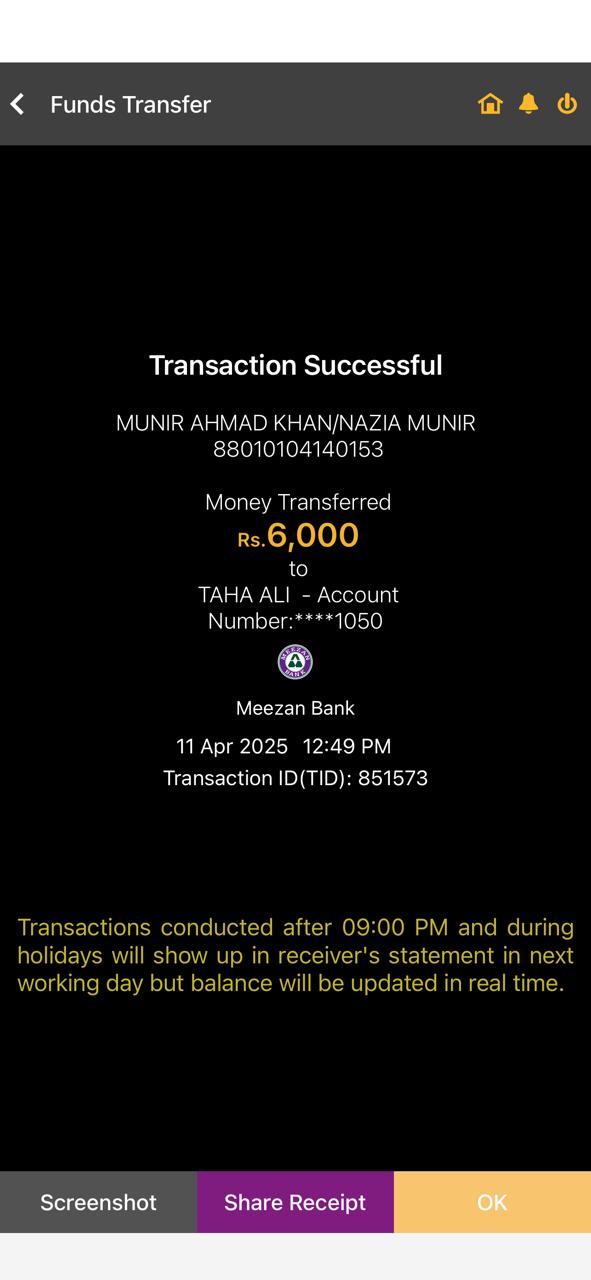 Funds Transfer
Transaction Successful
MUNIR AHMAD KHAN/NAZIA MUNIR
88010104140153
Money Transferred
Rs.6,000
to
TAHA ALI - Account
Number:****1050
MEEZAN
BANK
Meezan Bank
11 Apr 2025 12:49 PM
Transaction ID(TID): 851573
Transactions conducted after 09:00 PM and during
holidays will show up in receiver's statement in next
working day but balance will be updated in real time.
Screenshot
Share Receipt
OK